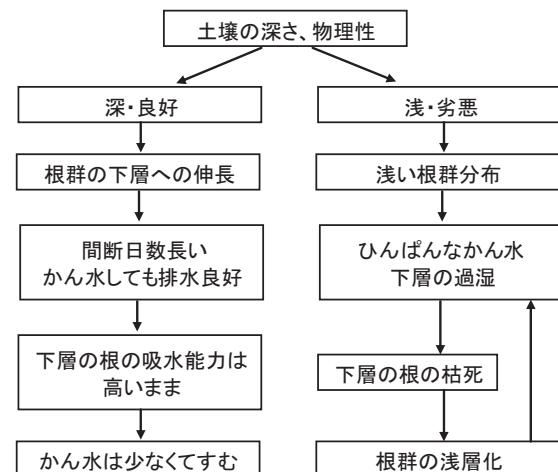 土壌の深さ、物理性
深・良好
浅・劣悪
根群の下層への伸長
浅い根群分布
間断日数長い
かん水しても排水良好
ひんぱんなかん水
下層の過湿
下層の根の吸水能力は
高いまま
下層の根の枯死
かん水は少なくてすむ
根群の浅層化